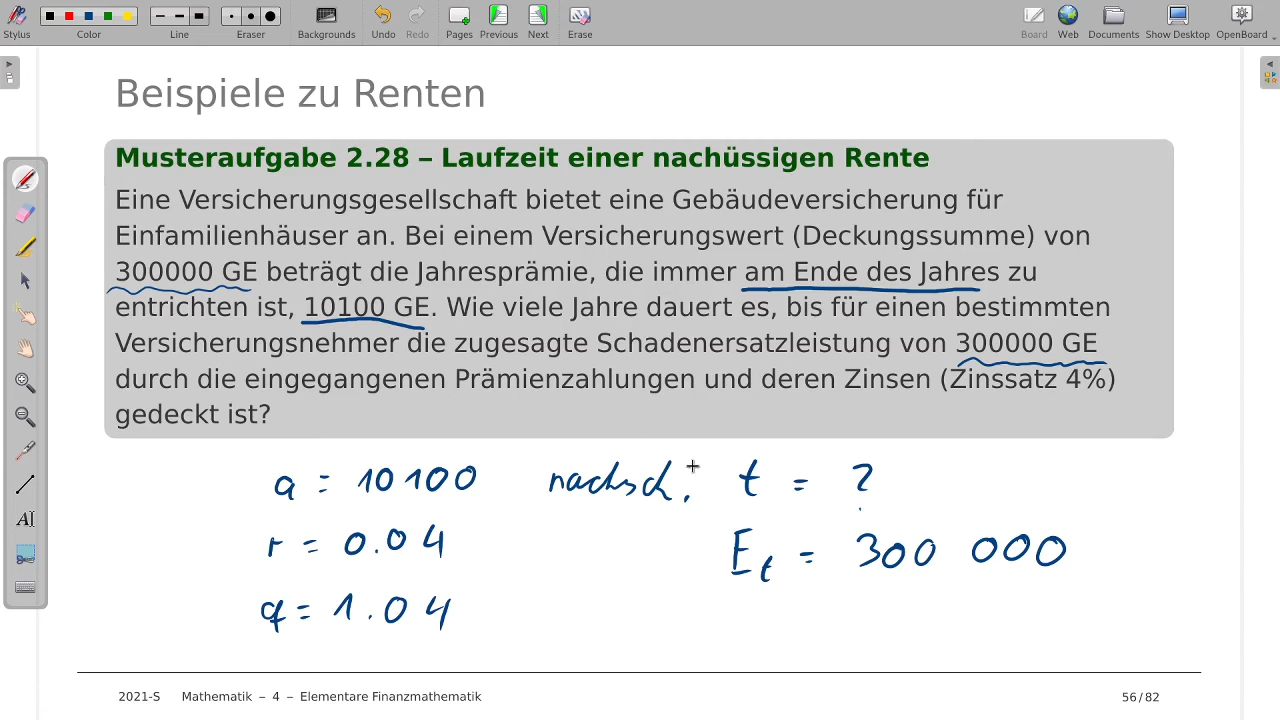 Stylus Color Line Eraser Backgrounds Undo Redo Pages Previous Next Erase Board Web Documents Show Desktop OpenBoard
Beispiele zu Renten
Musteraufgabe 2.28 – Laufzeit einer nachüssigen Rente
Eine Versicherungsgesellschaft bietet eine Gebäudeversicherung für
Einfamilienhäuser an. Bei einem Versicherungswert (Deckungssumme) von
300000 GE beträgt die Jahresprämie, die immer am Ende des Jahres zu
entrichten ist, 10100 GE. Wie viele Jahre dauert es, bis für einen bestimmten
Versicherungsnehmer die zugesagte Schadenersatzleistung von 300000 GE
durch die eingegangenen Prämienzahlungen und deren Zinsen (Zinssatz 4%)
gedeckt ist?
a = 10100 nachsch. t = ?
r = 0.04 E_t = 300 000
q = 1.04
2021-S Mathematik – 4 – Elementare Finanzmathematik 56/82